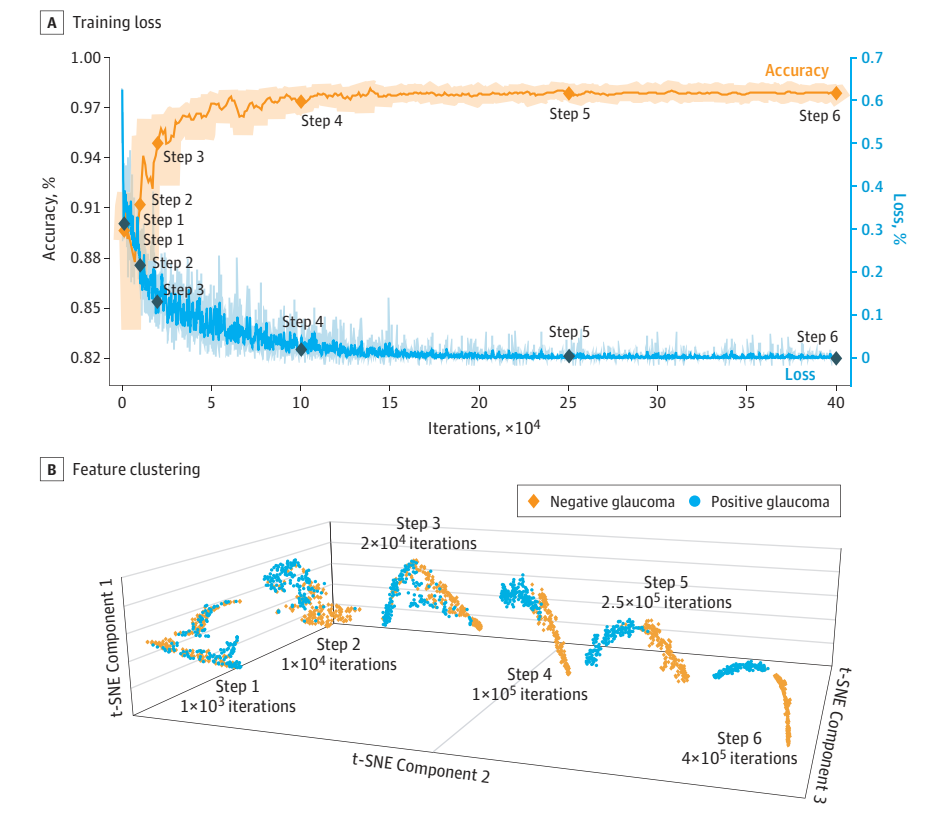 A Training loss
1.00
0.97
0.94
0.91
0.88
0.85
0.82
Accuracy, %
0.7
0.6
0.5
0.4
0.3
0.2
0.1
0
Loss, %
Accuracy
Step 1
Step 2
Step 3
Step 4
Step 5
Step 6
Step 1
Step 2
Step 3
Step 4
Step 5
Step 6
Loss
0 5 10 15 20 25 30 35 40
Iterations, ×10⁴
B Feature clustering
Negative glaucoma Positive glaucoma
t-SNE Component 1
t-SNE Component 2
t-SNE Component 3
Step 1
1×10³ iterations
Step 2
1×10⁴ iterations
Step 3
2×10⁴ iterations
Step 4
1×10⁵ iterations
Step 5
2.5×10⁵ iterations
Step 6
4×10⁵ iterations